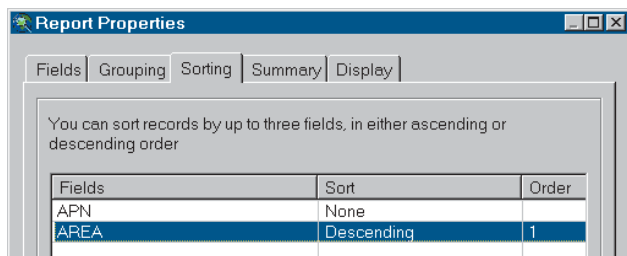 Report Properties
Fields Grouping Sorting Summary Display
You can sort records by up to three fields, in either ascending or
descending order
Fields Sort Order
APN None
AREA Descending 1